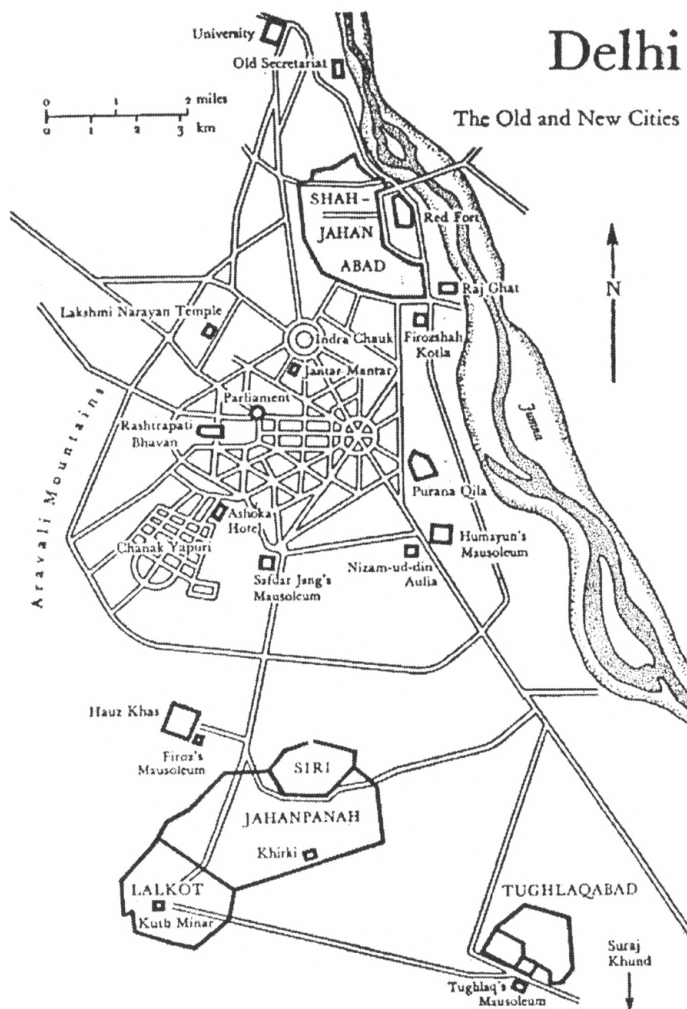 Delhi
The Old and New Cities
University
Old Secretariat
0 1 2 miles
0 1 2 3 km
SHAH-
JAHAN
ABAD
Red Fort
N
Raj Ghat
Lakshmi Narayan Temple
Indra Chauk
Firozshah
Kotla
Jantar Mantar
Parliament
Jumna
Rashtrapati
Bhavan
Aravali Mountains
Purana Qila
Ashoka
Hotel
Chanak Yapuri
Humayun's
Mausoleum
Nizam-ud-din
Aulia
Safdar Jang's
Mausoleum
Hauz Khas
Firoz's
Mausoleum
SIRI
JAHANPANAH
Khirki
LALKOT
Kutb Minar
TUGHLAQABAD
Suraj
Khund
Tughlaq's
Mausoleum